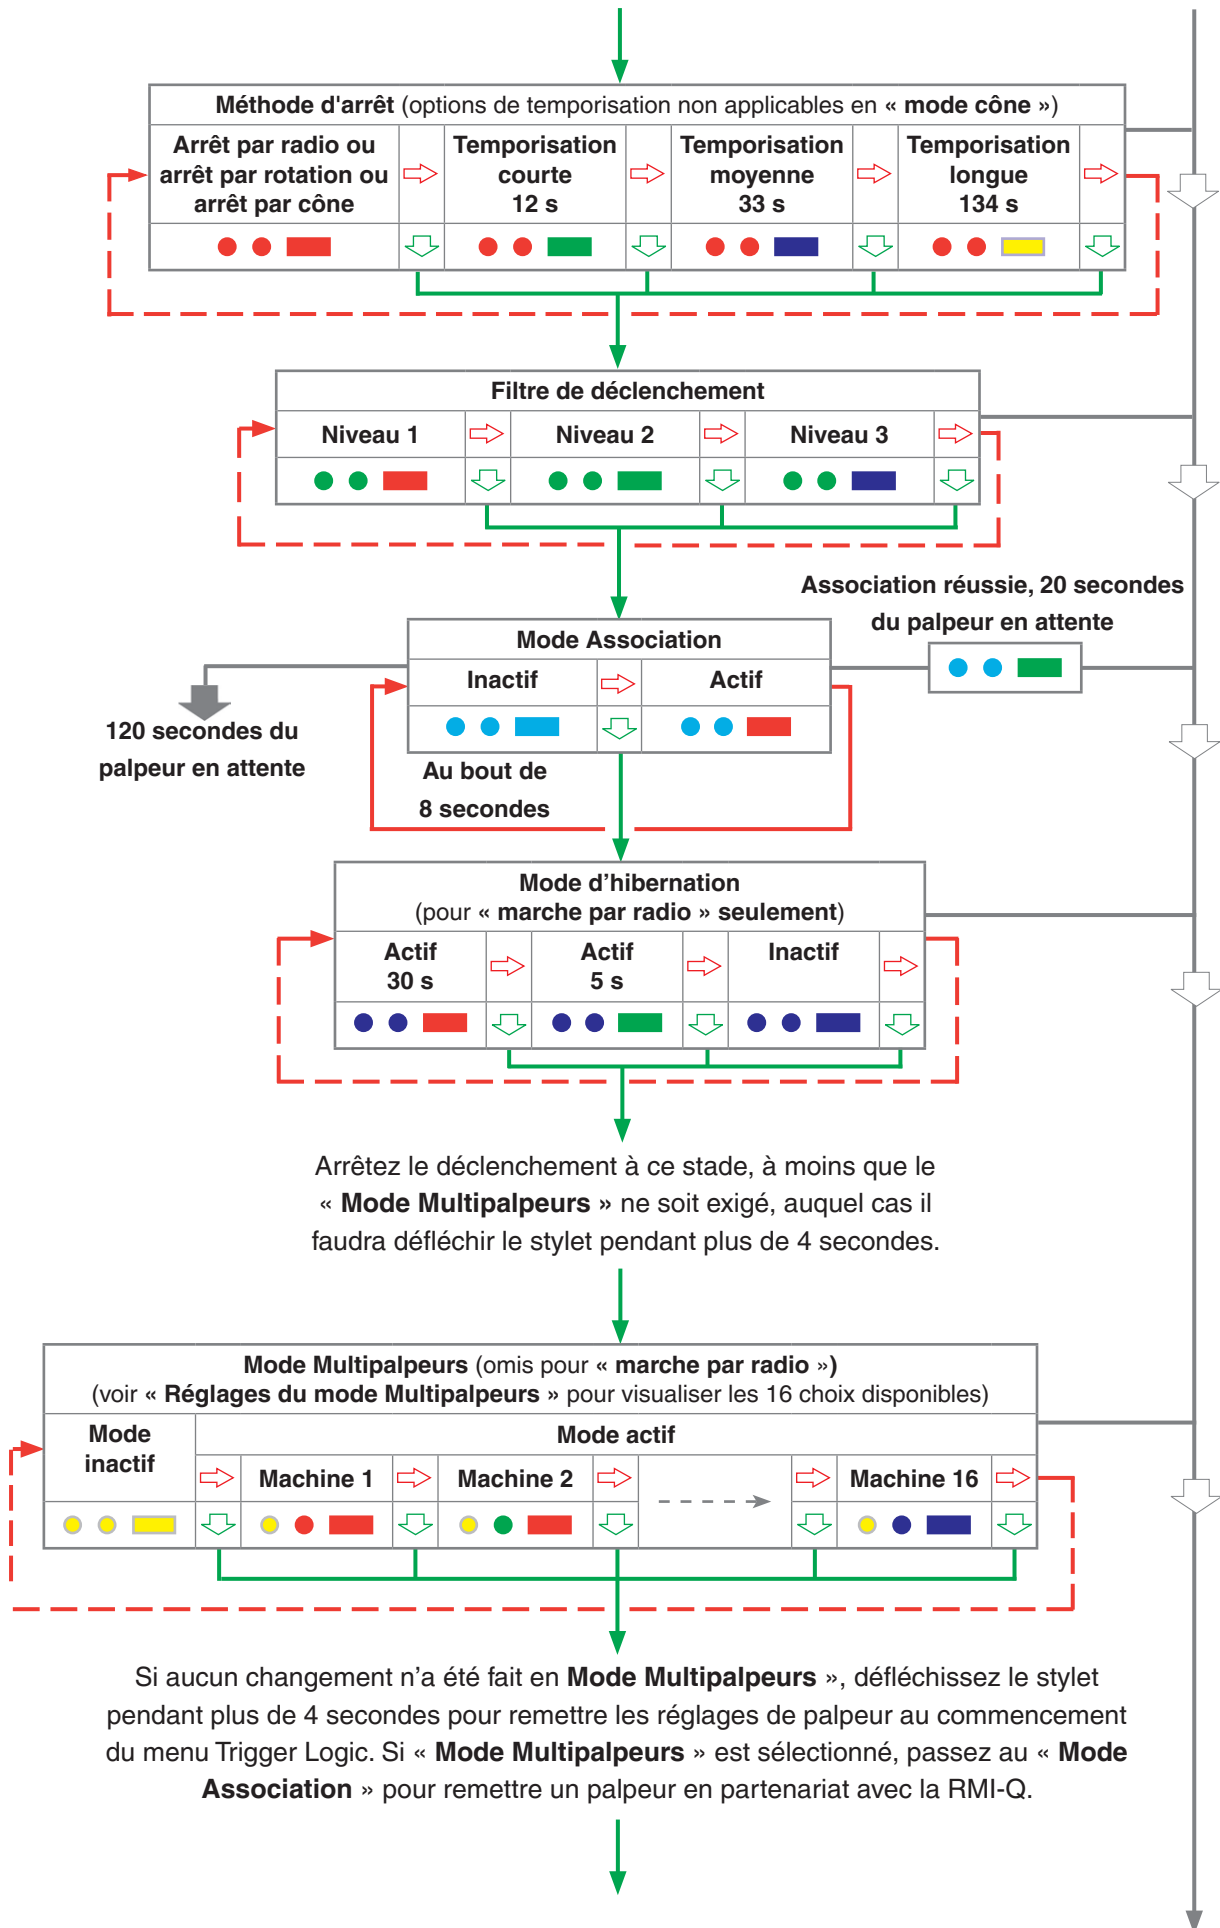 Méthode d'arrêt (options de temporisation non applicables en « mode cône »)
Arrêt par radio ou
arrêt par rotation ou
arrêt par cône
Temporisation
courte
12 s
Temporisation
moyenne
33 s
Temporisation
longue
134 s
Filtre de déclenchement
Niveau 1
Niveau 2
Niveau 3
Association réussie, 20 secondes
du palpeur en attente
Mode Association
Inactif
Actif
120 secondes du
palpeur en attente
Au bout de
8 secondes
Mode d’hibernation
(pour « marche par radio » seulement)
Actif
30 s
Actif
5 s
Inactif
Arrêtez le déclenchement à ce stade, à moins que le
« Mode Multipalpeurs » ne soit exigé, auquel cas il
faudra défléchir le stylet pendant plus de 4 secondes.
Mode Multipalpeurs (omis pour « marche par radio »)
(voir « Réglages du mode Multipalpeurs » pour visualiser les 16 choix disponibles)
Mode
inactif
Mode actif
Machine 1
Machine 2
Machine 16
Si aucun changement n’a été fait en Mode Multipalpeurs », défléchissez le stylet
pendant plus de 4 secondes pour remettre les réglages de palpeur au commencement
du menu Trigger Logic. Si « Mode Multipalpeurs » est sélectionné, passez au « Mode
Association » pour remettre un palpeur en partenariat avec la RMI-Q.